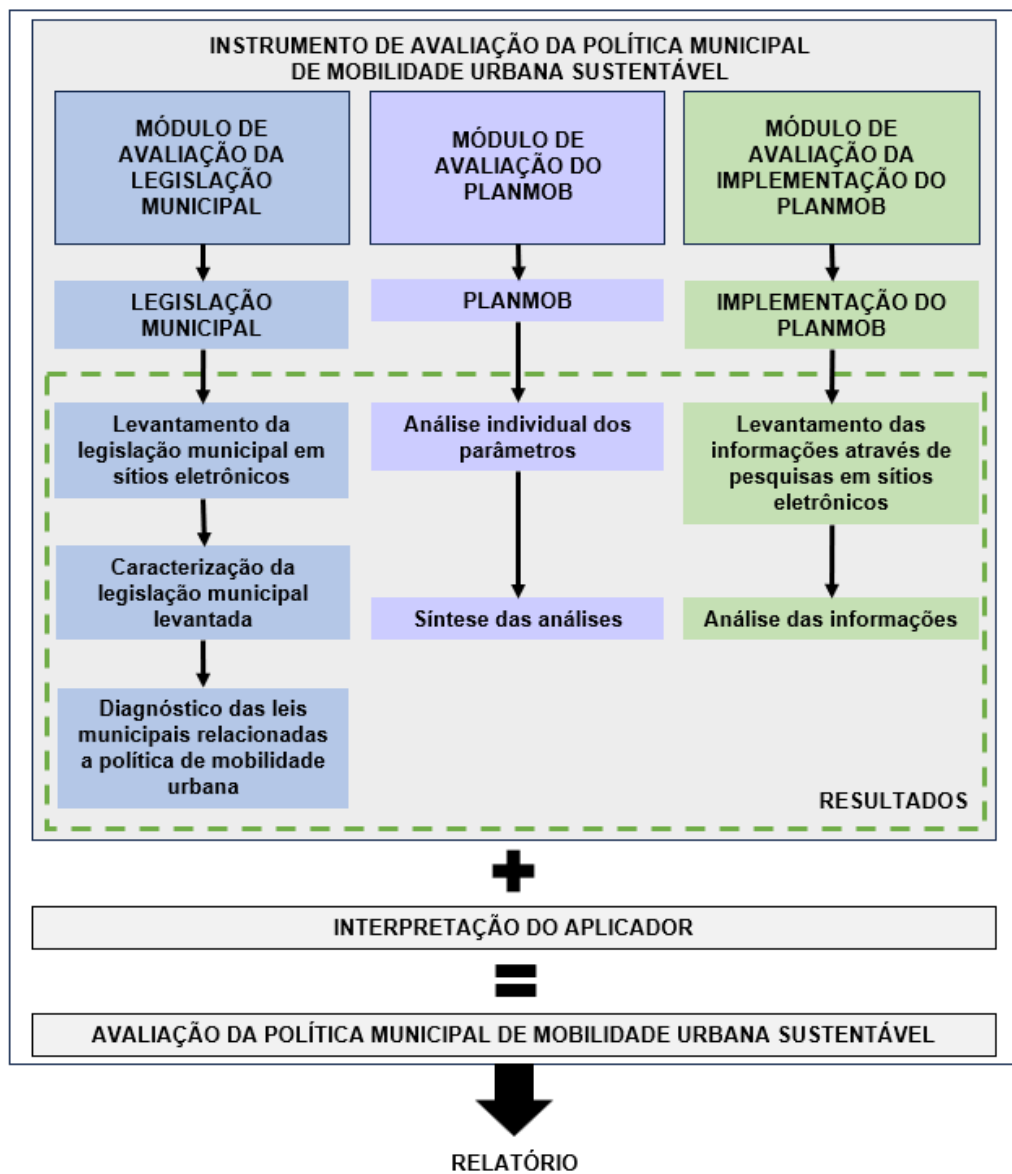 INSTRUMENTO DE AVALIAÇÃO DA POLÍTICA MUNICIPAL
DE MOBILIDADE URBANA SUSTENTÁVEL
MÓDULO DE
AVALIAÇÃO DA
LEGISLAÇÃO
MUNICIPAL
MÓDULO DE
AVALIAÇÃO DO
PLANMOB
MÓDULO DE
AVALIAÇÃO DA
IMPLEMENTAÇÃO DO
PLANMOB
LEGISLAÇÃO
MUNICIPAL
PLANMOB
IMPLEMENTAÇÃO DO
PLANMOB
Levantamento da
legislação municipal em
sítios eletrônicos
Análise individual dos
parâmetros
Levantamento das
informações através de
pesquisas em sítios
eletrônicos
Caracterização da
legislação municipal
levantada
Síntese das análises
Análise das informações
Diagnóstico das leis
municipais relacionadas
a política de mobilidade
urbana
RESULTADOS
+
INTERPRETAÇÃO DO APLICADOR
=
AVALIAÇÃO DA POLÍTICA MUNICIPAL DE MOBILIDADE URBANA SUSTENTÁVEL
RELATÓRIO